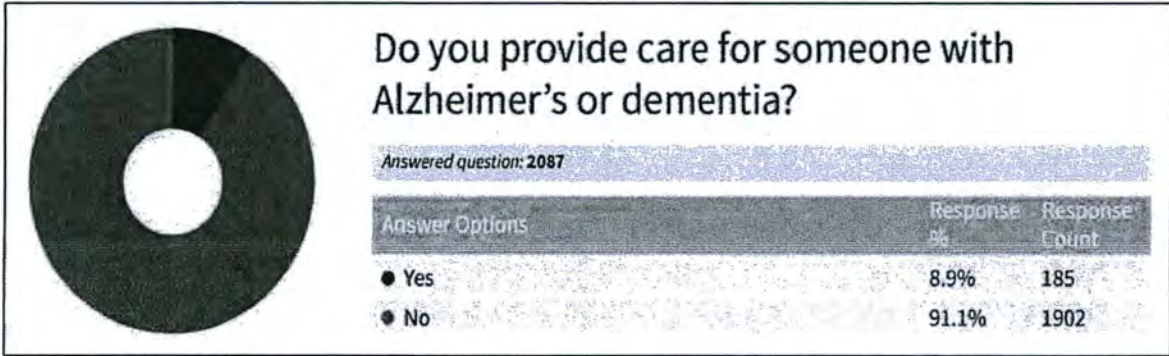 Do you provide care for someone with
Alzheimer's or dementia?
Answered question: 2087
Answer Options Response % Response Count
● Yes 8.9% 185
● No 91.1% 1902